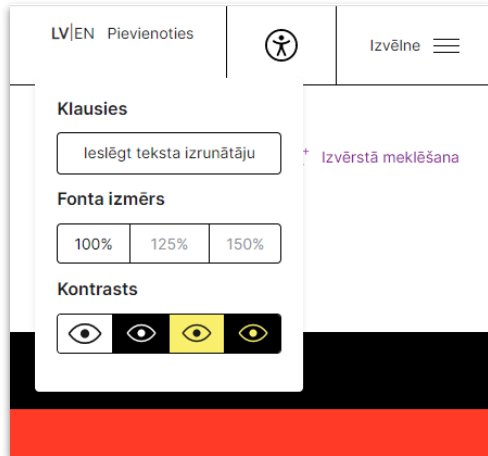 LV|EN Pievienoties
Izvēlne
Klausies
Ieslēgt teksta izrunātāju
Izvērstā meklēšana
Fonta izmērs
100% 125% 150%
Kontrasts